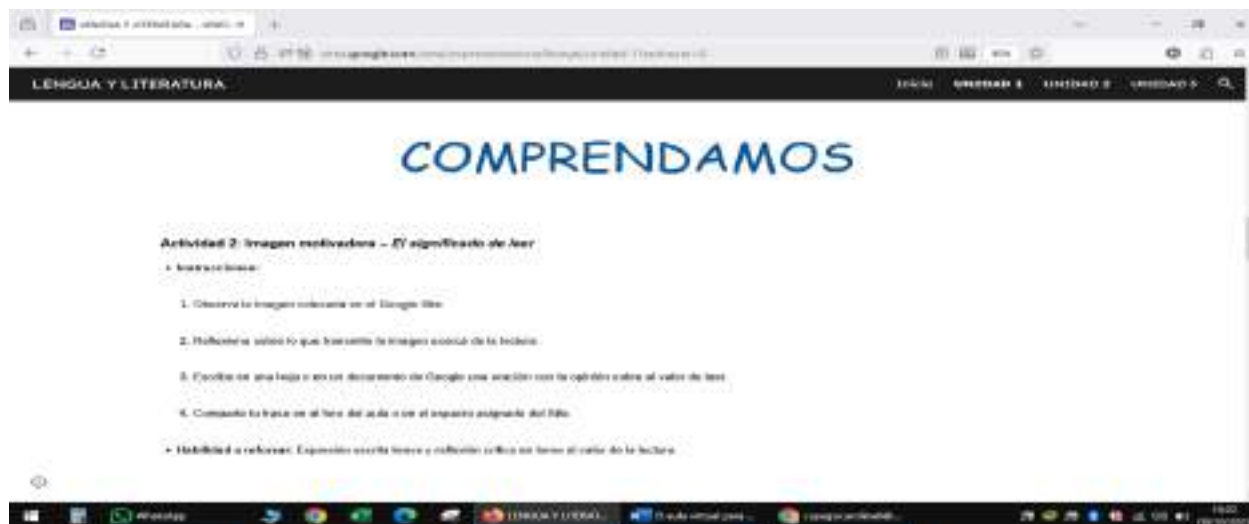 LENGUA Y LITERATURA
Inicio UNIDAD 1 UNIDAD 2 UNIDAD 3
COMPRENDAMOS
Actividad 2: Imagen motivadora – El significado de leer
• Instrucciones:
1. Observa la imagen colocada en el Google Site.
2. Reflexiona sobre lo que transmite la imagen acerca de la lectura.
3. Escribe en una hoja o en un documento de Google una oración con tu opinión sobre el valor de leer.
4. Comparte tu frase en el foro del aula o en el espacio asignado del Site.
• Habilidad a reforzar: Expresión escrita breve y reflexión crítica en torno al valor de la lectura.
WhatsApp